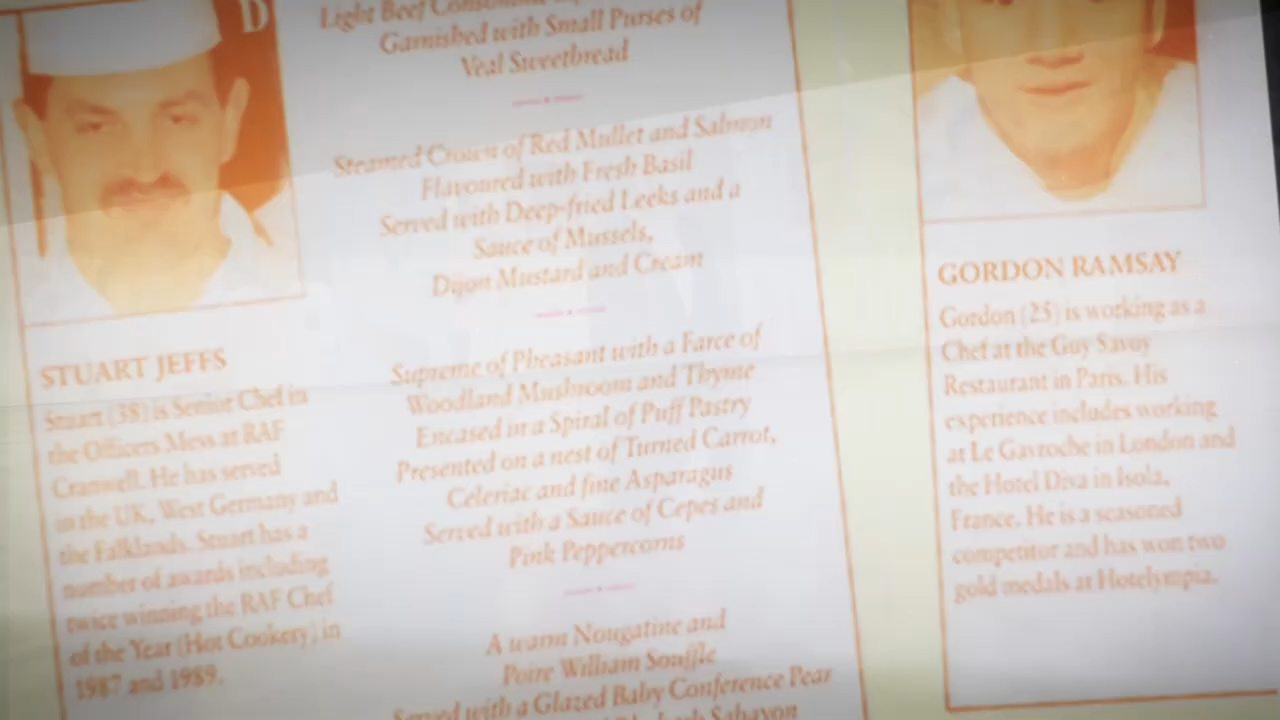 D
STUART JEFFS
Stuart (38) is Senior Chef in
the Officers Mess at RAF
Cranwell. He has served
in the UK, West Germany and
the Falklands. Stuart has a
number of awards including
twice winning the RAF Chef
of the Year (Hot Cookery) in
1987 and 1989.
Light Beef
Garnished with Small Purses of
Veal Sweetbread
Steamed Crown of Red Mullet and Salmon
Flavoured with Fresh Basil
Served with Deep-fried Leeks and a
Sauce of Mussels,
Dijon Mustard and Cream
Supreme of Pheasant with a Farce of
Woodland Mushroom and Thyme
Encased in a Spiral of Puff Pastry
Presented on a nest of Turned Carrot,
Celeriac and fine Asparagus
Served with a Sauce of Cepes and
Pink Peppercorns
A warm Nougatine and
Poire William Souffle
Served with a Glazed Baby Conference Pear
Sabayon
GORDON RAMSAY
Gordon (25) is working as a
Chef at the Guy Savoy
Restaurant in Paris. His
experience includes working
at Le Gavroche in London and
the Hotel Diva in Isola,
France. He is a seasoned
competitor and has won two
gold medals at Hotelympia.